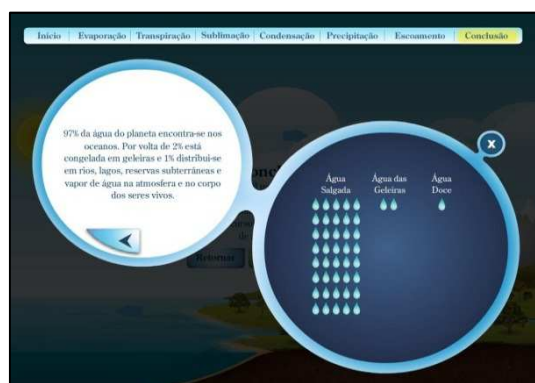 Início Evaporação Transpiração Sublimação Condensação Precipitação Escoamento Conclusão
97% da água do planeta encontra-se nos
oceanos. Por volta de 2% está
congelada em geleiras e 1% distribui-se
em rios, lagos, reservas subterrâneas e
vapor de água na atmosfera e no corpo
dos seres vivos.
X
Água
Salgada
Água das
Geleiras
Água
Doce
Retornar